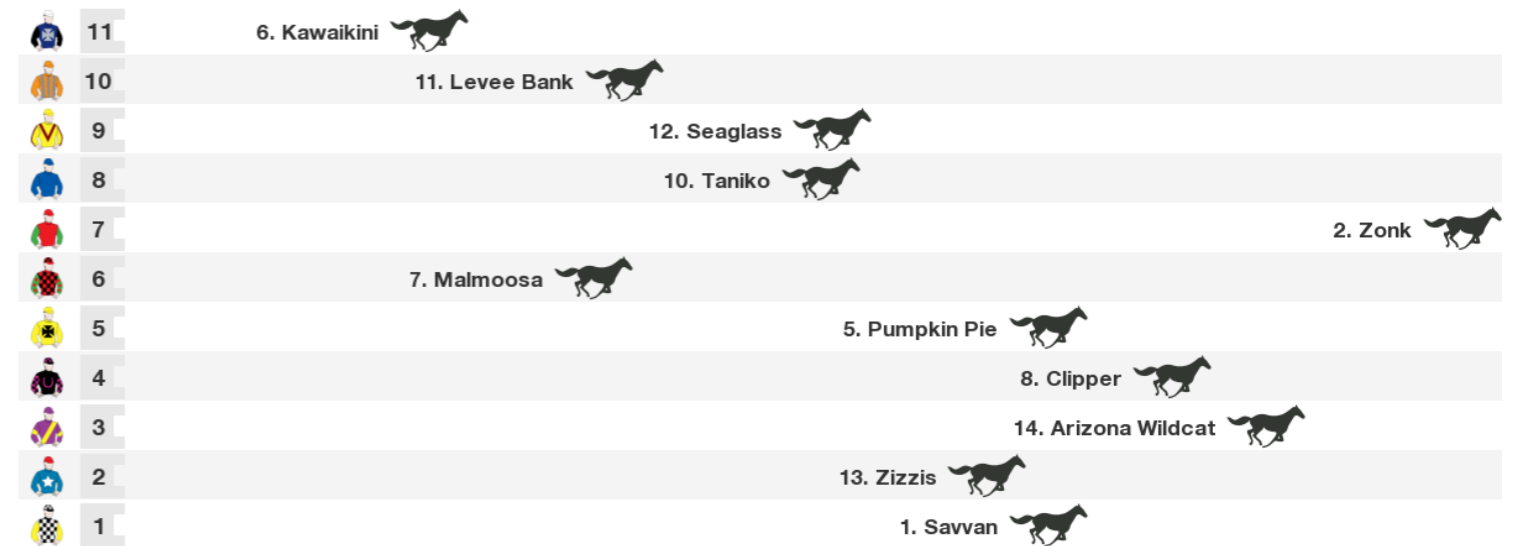 11 6. Kawaikini
10 11. Levee Bank
9 12. Seaglass
8 10. Taniko
7 2. Zonk
6 7. Malmoosa
5 5. Pumpkin Pie
4 8. Clipper
3 14. Arizona Wildcat
2 13. Zizzis
1 1. Savvan